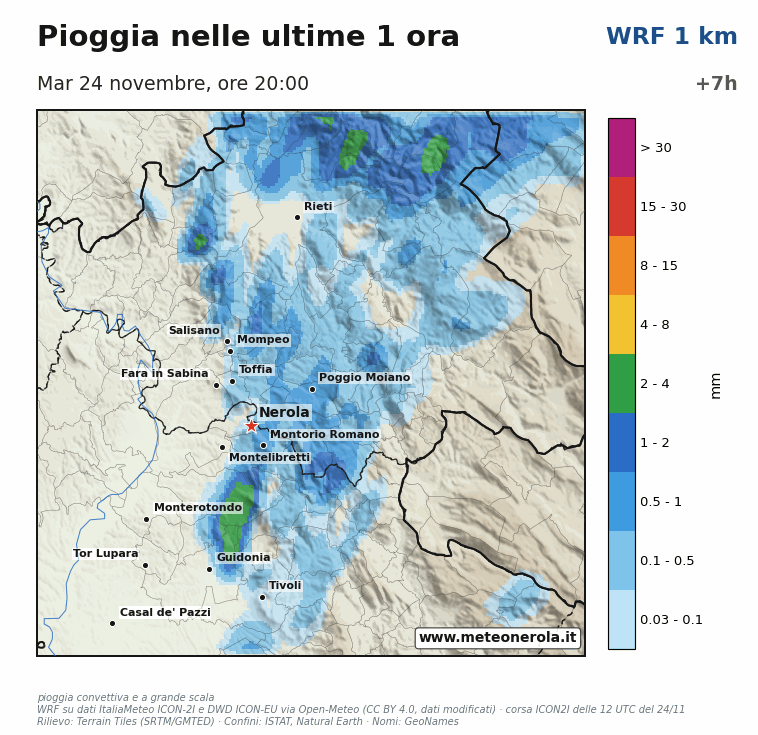 Pioggia nelle ultime 1 ora
WRF 1 km
Mar 24 novembre, ore 20:00
+7h
Rieti
Salisano
Mompeo
Fara in Sabina
Toffia
Poggio Moiano
Nerola
Montorio Romano
Montelibretti
Monterotondo
Tor Lupara
Guidonia
Tivoli
Casal de' Pazzi
www.meteonerola.it
> 30
15 - 30
8 - 15
4 - 8
2 - 4
1 - 2
0.5 - 1
0.1 - 0.5
0.03 - 0.1
mm
pioggia convettiva e a grande scala
WRF su dati ItaliaMeteo ICON-2I e DWD ICON-EU via Open-Meteo (CC BY 4.0, dati modificati) · corsa ICON2I delle 12 UTC del 24/11
Rilievo: Terrain Tiles (SRTM/GMTED) · Confini: ISTAT, Natural Earth · Nomi: GeoNames